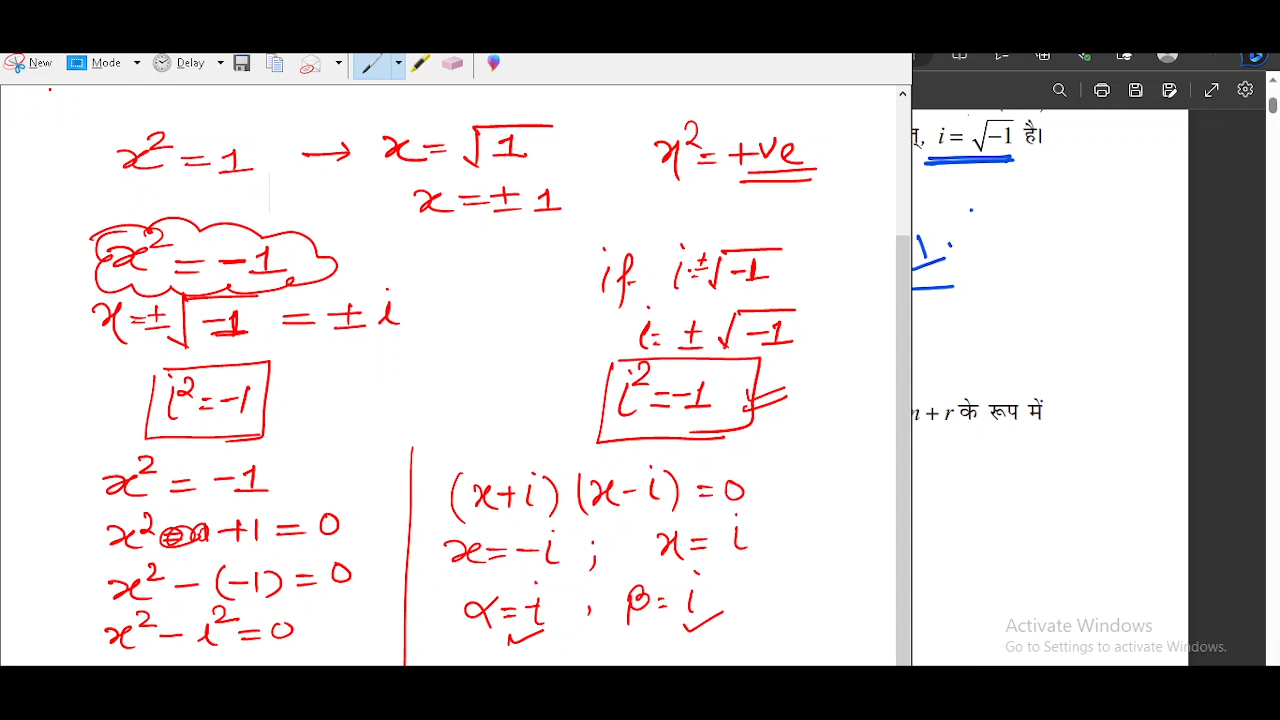 New Mode Delay
x² = 1 → x = √1
x = ± 1
x² = +ve
x² = -1
x = ± √-1 = ± i
i² = -1
if i = ± √-1
i = ± √-1
i² = -1
x² = -1
x² +1 = 0
x² - (-1) = 0
x² - i² = 0
(x+i) (x-i) = 0
x = -i ; x = i
α = -i , β = i
i = √-1 है।
+ r के रूप में
Activate Windows
Go to Settings to activate Windows.